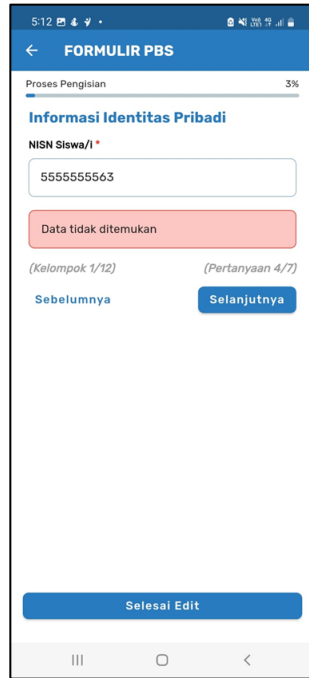 5:12
FORMULIR PBS
Proses Pengisian 3%
Informasi Identitas Pribadi
NISN Siswa/i *
5555555563
Data tidak ditemukan
(Kelompok 1/12) (Pertanyaan 4/7)
Sebelumnya Selanjutnya
Selesai Edit